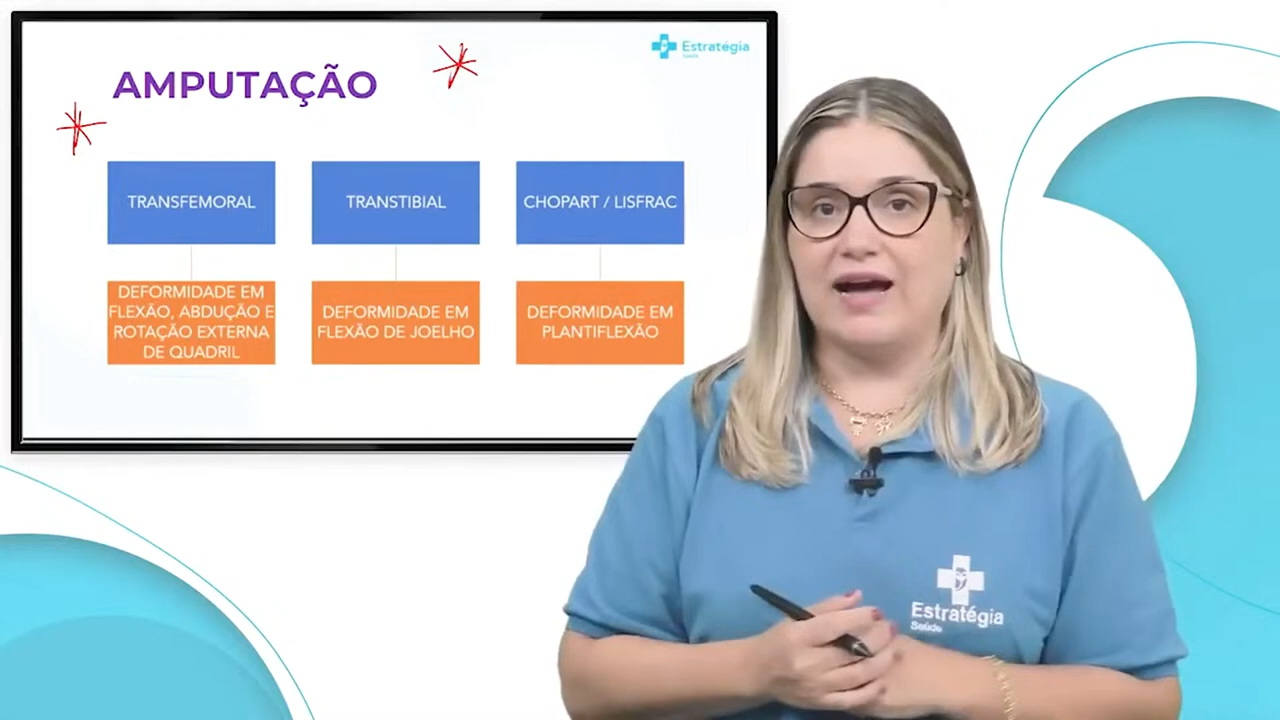 Estratégia
Saúde
AMPUTAÇÃO
TRANSFEMORAL
TRANSTIBIAL
CHOPART / LISFRAC
DEFORMIDADE EM
FLEXÃO, ABDUÇÃO E
ROTAÇÃO EXTERNA
DE QUADRIL
DEFORMIDADE EM
FLEXÃO DE JOELHO
DEFORMIDADE EM
PLANTIFLEXÃO
Estratégia
Saúde